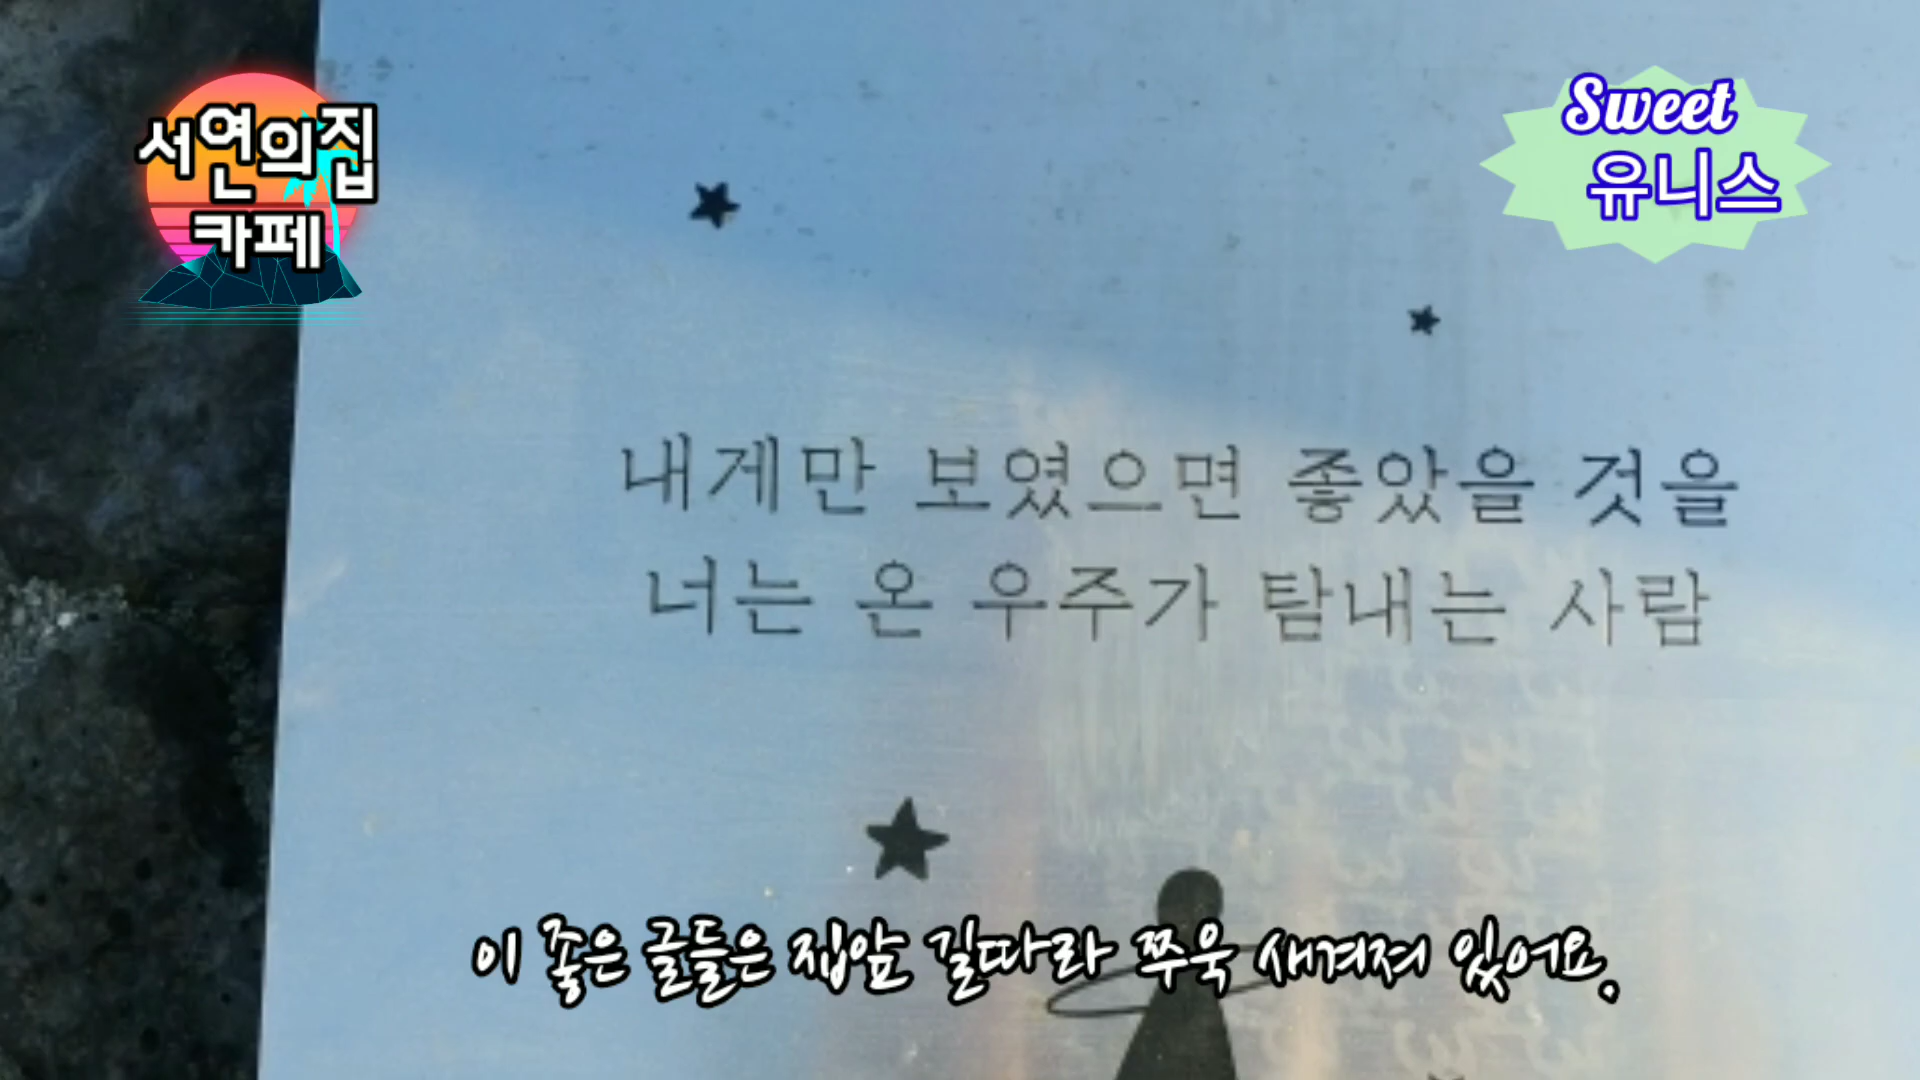 서연의집
카페
Sweet
유니스
내게만 보였으면 좋았을 것을
너는 온 우주가 탐내는 사람
이 좋은 글들은 집앞 길따라 쭈욱 새겨져 있어요.